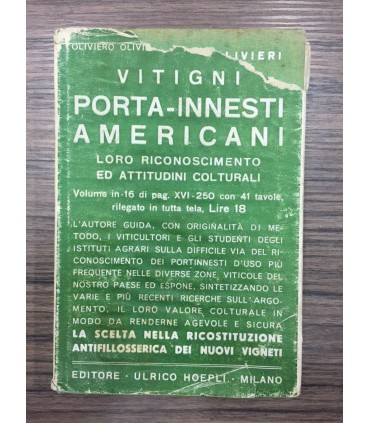 OLIVIERO OLIVIERI
VITIGNI
PORTA-INNESTI
AMERICANI
LORO RICONOSCIMENTO
ED ATTITUDINI COLTURALI
Volume in-16 di pag. XVI-250 con 41 tavole,
rilegato in tutta tela, Lire 18
L'AUTORE GUIDA, CON ORIGINALITÀ DI ME-
TODO, I VITICULTORI E GLI STUDENTI DEGLI
ISTITUTI AGRARI SULLA DIFFICILE VIA DEL RI-
CONOSCIMENTO DEI PORTINNESTI D'USO PIÙ
FREQUENTE NELLE DIVERSE ZONE VITICOLE DEL
NOSTRO PAESE ED ESPONE, SINTETIZZANDO LE
VARIE E PIÙ RECENTI RICERCHE SULL'ARGO-
MENTO, IL LORO VALORE COLTURALE IN
MODO DA RENDERNE AGEVOLE E SICURA
LA SCELTA NELLA RICOSTITUZIONE
ANTIFILLOSSERICA DEI NUOVI VIGNETI
EDITORE - ULRICO HOEPLI - MILANO